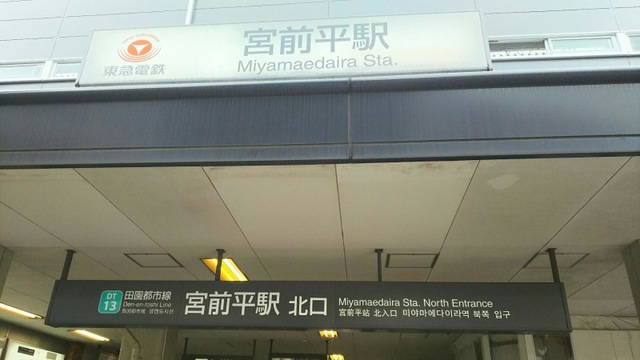 東急電鉄
宮前平駅
Miyamaedaira Sta.
DT
13
田園都市線
Den-en-toshi Line
宮前平駅 北口
Miyamaedaira Sta. North Entrance
宮前平站 北入口 미야마에다이라역 북쪽 입구